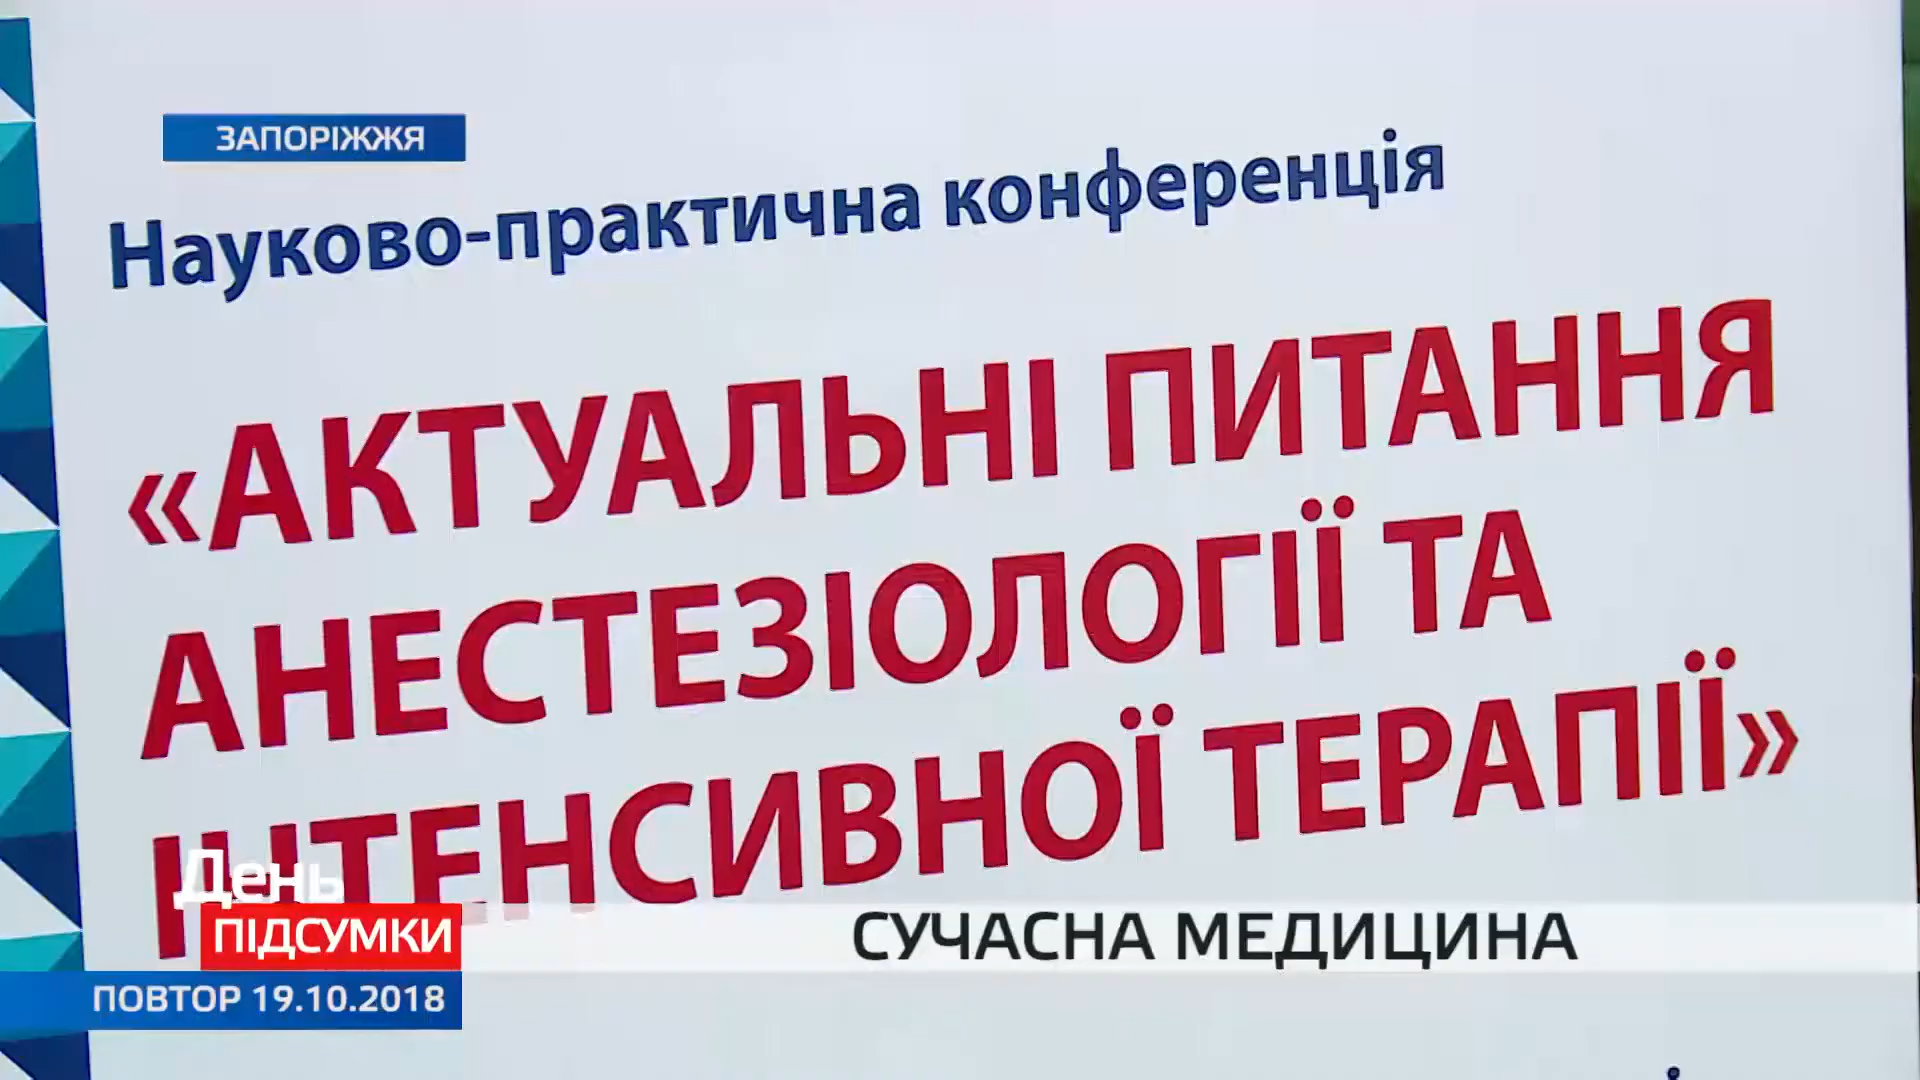 ЗАПОРІЖЖЯ
Науково-практична конференція
«АКТУАЛЬНІ ПИТАННЯ
АНЕСТЕЗІОЛОГІЇ ТА
ІНТЕНСИВНОЇ ТЕРАПІЇ»
День
ПІДСУМКИ
СУЧАСНА МЕДИЦИНА
ПОВТОР 19.10.2018